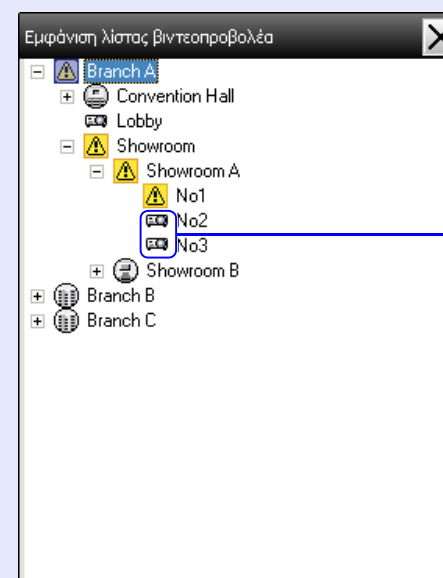 Εμφάνιση λίστας βιντεοπροβολέα
Branch A
Convention Hall
Lobby
Showroom
Showroom A
No1
No2
No3
Showroom B
Branch B
Branch C